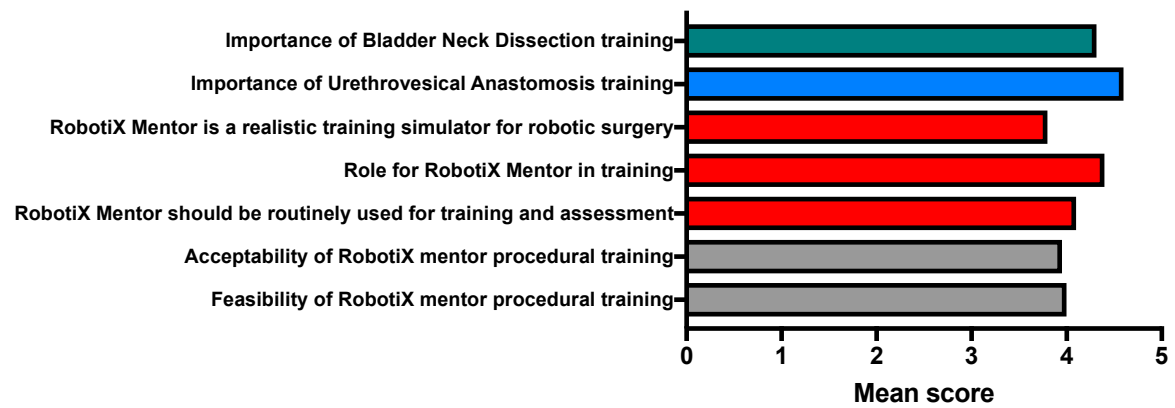 Importance of Bladder Neck Dissection training
Importance of Urethrovesical Anastomosis training
RobotiX Mentor is a realistic training simulator for robotic surgery
Role for RobotiX Mentor in training
RobotiX Mentor should be routinely used for training and assessment
Acceptability of RobotiX mentor procedural training
Feasibility of RobotiX mentor procedural training
0 1 2 3 4 5
Mean score